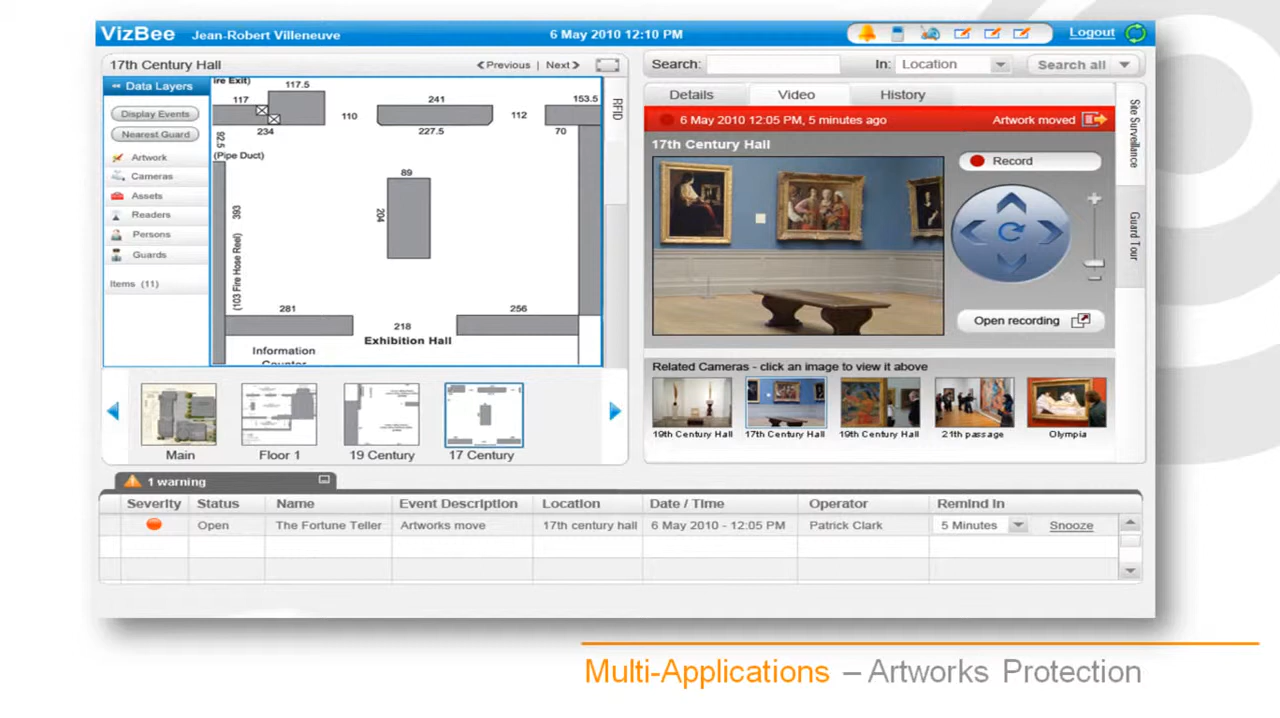 VizBee Jean-Robert Villeneuve 6 May 2010 12:10 PM Logout
17th Century Hall Previous | Next
Data Layers
Display Events
Nearest Guard
Artwork
Cameras
Assets
Readers
Persons
Guards
Items (11)
ire Exit)
117.5
117
241
153.5
110
112
234
227.5
70
92.5
(Pipe Duct)
89
204
393
(103 Fire Hose Reel)
281
256
218
Exhibition Hall
Information
Counter
RFID
Main
Floor 1
19 Century
17 Century
Search: In: Location Search all
Details Video History
6 May 2010 12:05 PM, 5 minutes ago Artwork moved
17th Century Hall
Record
Open recording
Related Cameras - click an image to view it above
19th Century Hall
17th Century Hall
19th Century Hall
21th passage
Olympia
Site Surveillance
Guard Tour
1 warning
Severity Status Name Event Description Location Date / Time Operator Remind In
Open The Fortune Teller Artworks move 17th century hall 6 May 2010 - 12:05 PM Patrick Clark 5 Minutes Snooze
Multi-Applications – Artworks Protection